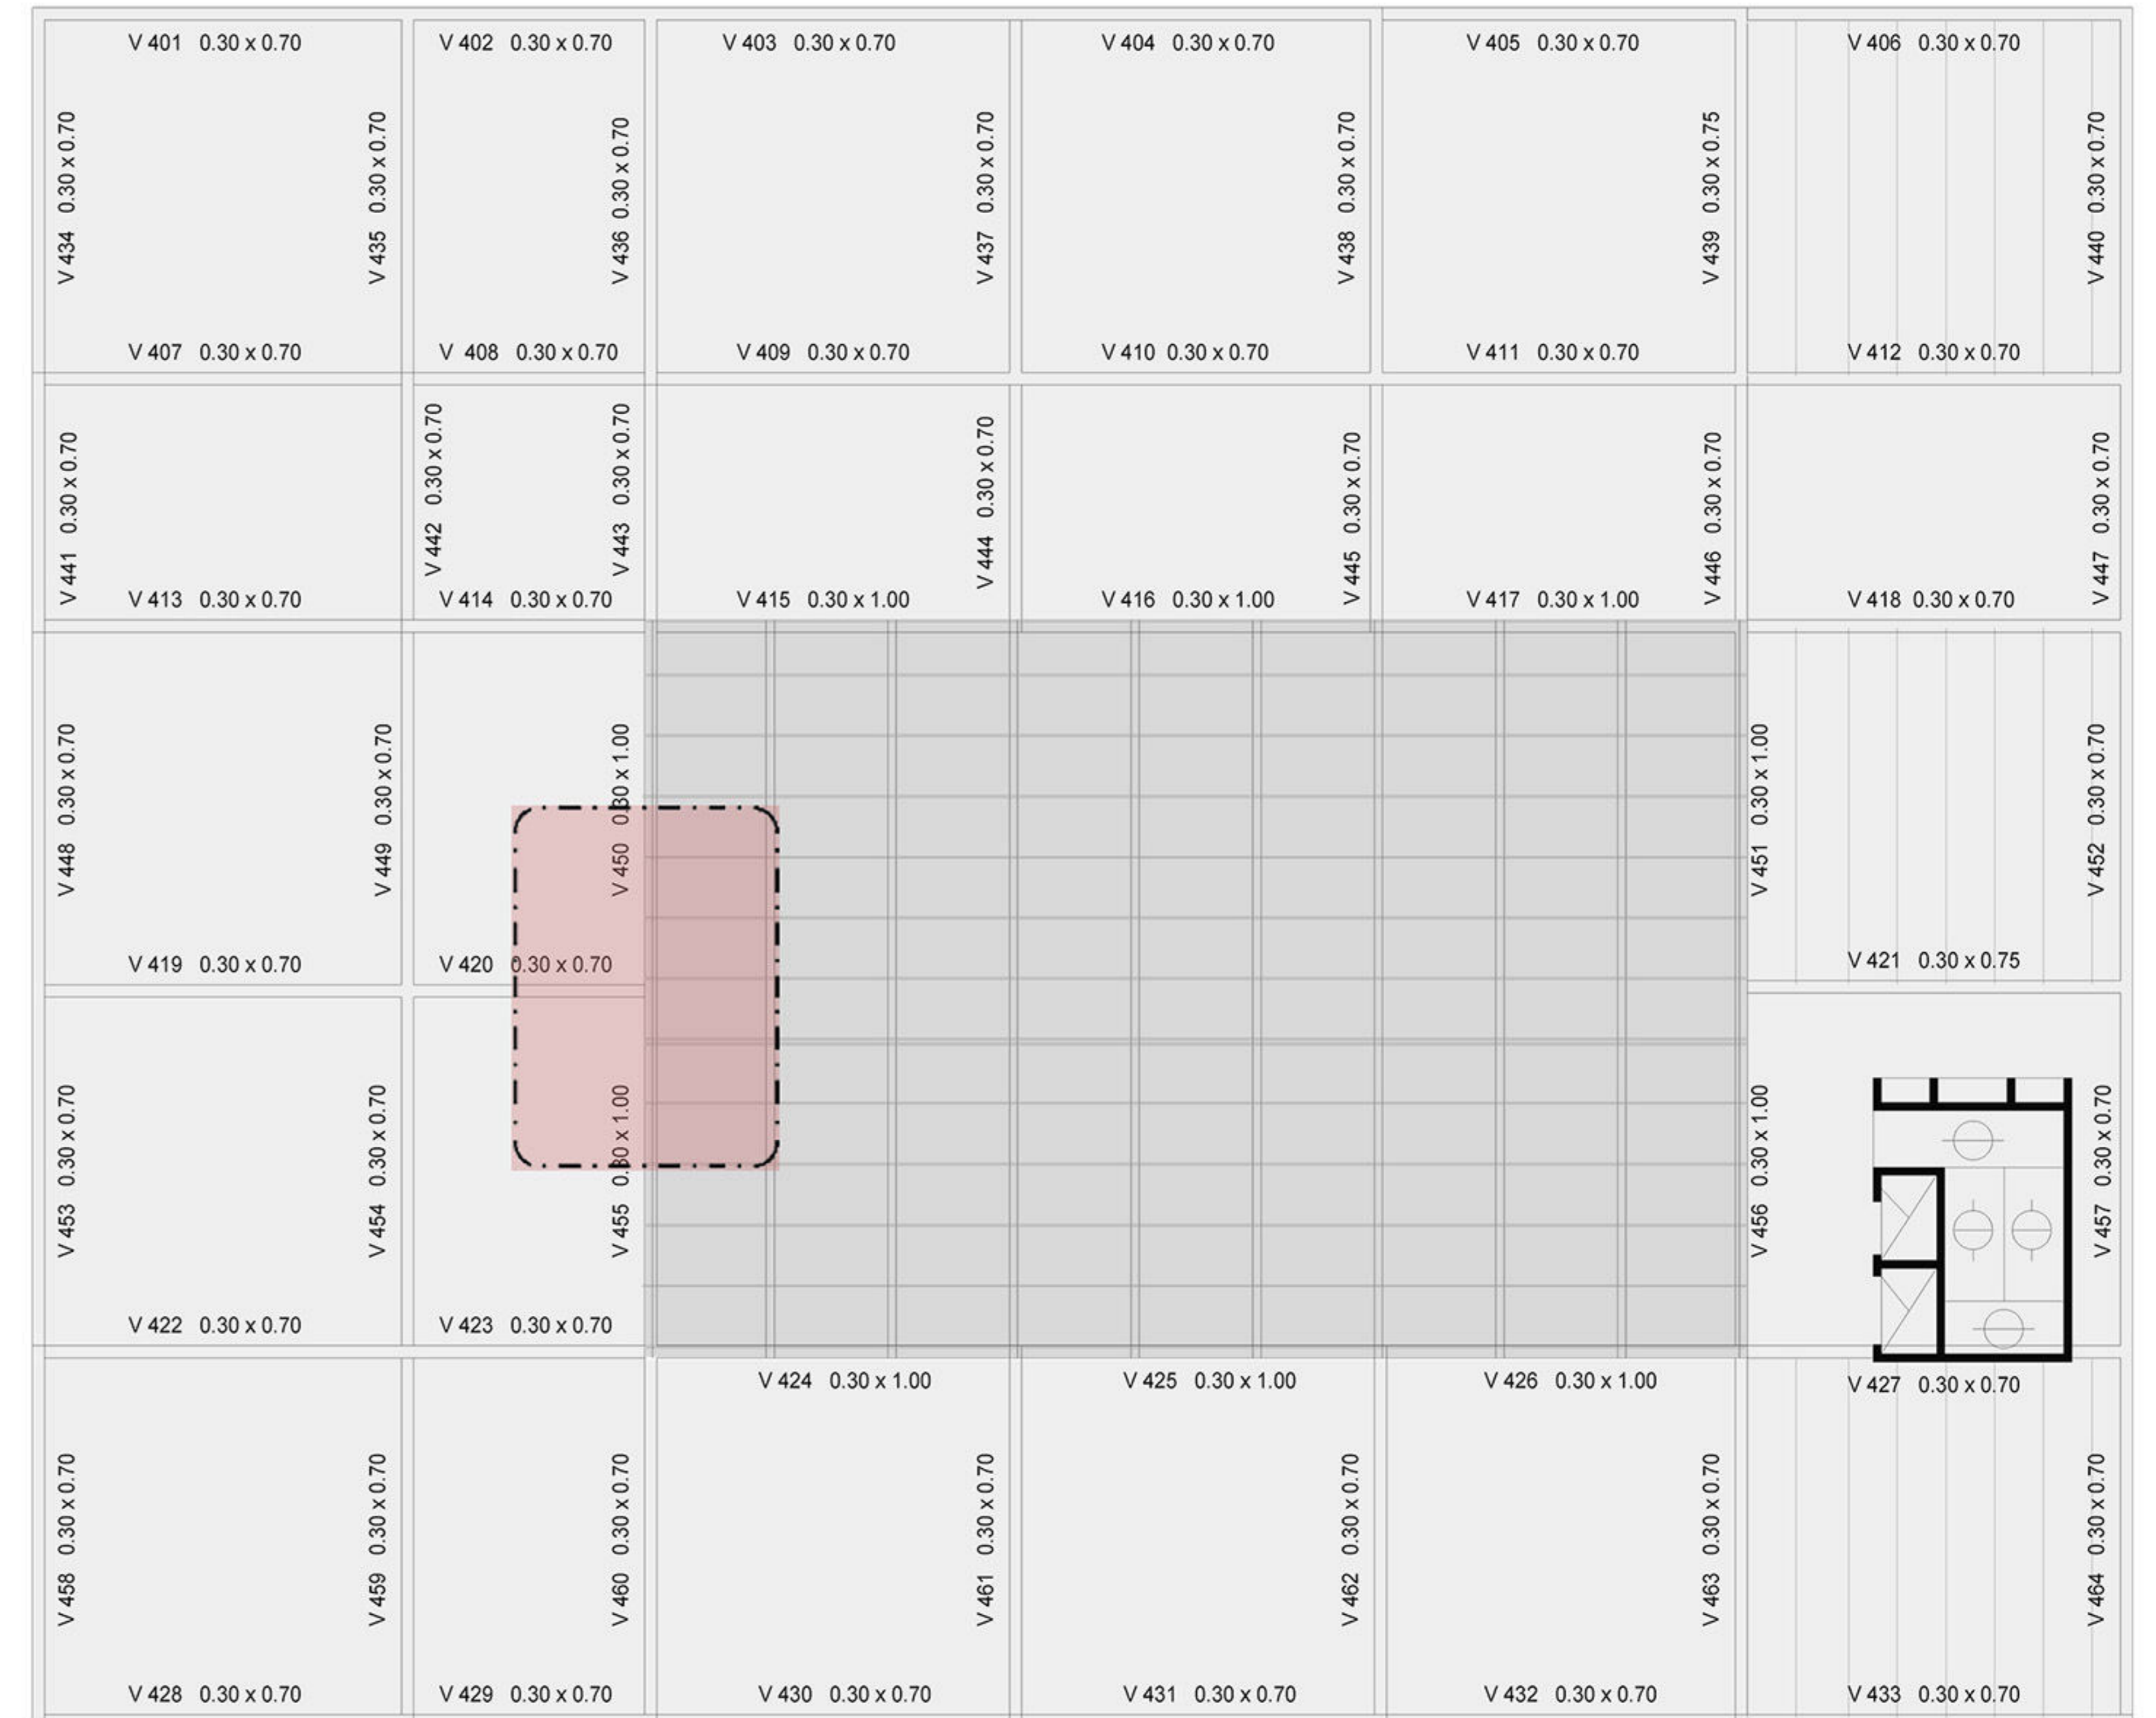 V 401 0.30 x 0.70
V 402 0.30 x 0.70
V 403 0.30 x 0.70
V 404 0.30 x 0.70
V 405 0.30 x 0.70
V 406 0.30 x 0.70
V 434 0.30 x 0.70
V 435 0.30 x 0.70
V 436 0.30 x 0.70
V 437 0.30 x 0.70
V 438 0.30 x 0.70
V 439 0.30 x 0.75
V 440 0.30 x 0.70
V 407 0.30 x 0.70
V 408 0.30 x 0.70
V 409 0.30 x 0.70
V 410 0.30 x 0.70
V 411 0.30 x 0.70
V 412 0.30 x 0.70
V 441 0.30 x 0.70
V 442 0.30 x 0.70
V 443 0.30 x 0.70
V 444 0.30 x 0.70
V 445 0.30 x 0.70
V 446 0.30 x 0.70
V 447 0.30 x 0.70
V 413 0.30 x 0.70
V 414 0.30 x 0.70
V 415 0.30 x 1.00
V 416 0.30 x 1.00
V 417 0.30 x 1.00
V 418 0.30 x 0.70
V 448 0.30 x 0.70
V 449 0.30 x 0.70
V 450 0.30 x 1.00
V 451 0.30 x 1.00
V 452 0.30 x 0.70
V 419 0.30 x 0.70
V 420 0.30 x 0.70
V 421 0.30 x 0.75
V 453 0.30 x 0.70
V 454 0.30 x 0.70
V 455 0.30 x 1.00
V 456 0.30 x 1.00
V 457 0.30 x 0.70
V 422 0.30 x 0.70
V 423 0.30 x 0.70
V 424 0.30 x 1.00
V 425 0.30 x 1.00
V 426 0.30 x 1.00
V 427 0.30 x 0.70
V 458 0.30 x 0.70
V 459 0.30 x 0.70
V 460 0.30 x 0.70
V 461 0.30 x 0.70
V 462 0.30 x 0.70
V 463 0.30 x 0.70
V 464 0.30 x 0.70
V 428 0.30 x 0.70
V 429 0.30 x 0.70
V 430 0.30 x 0.70
V 431 0.30 x 0.70
V 432 0.30 x 0.70
V 433 0.30 x 0.70